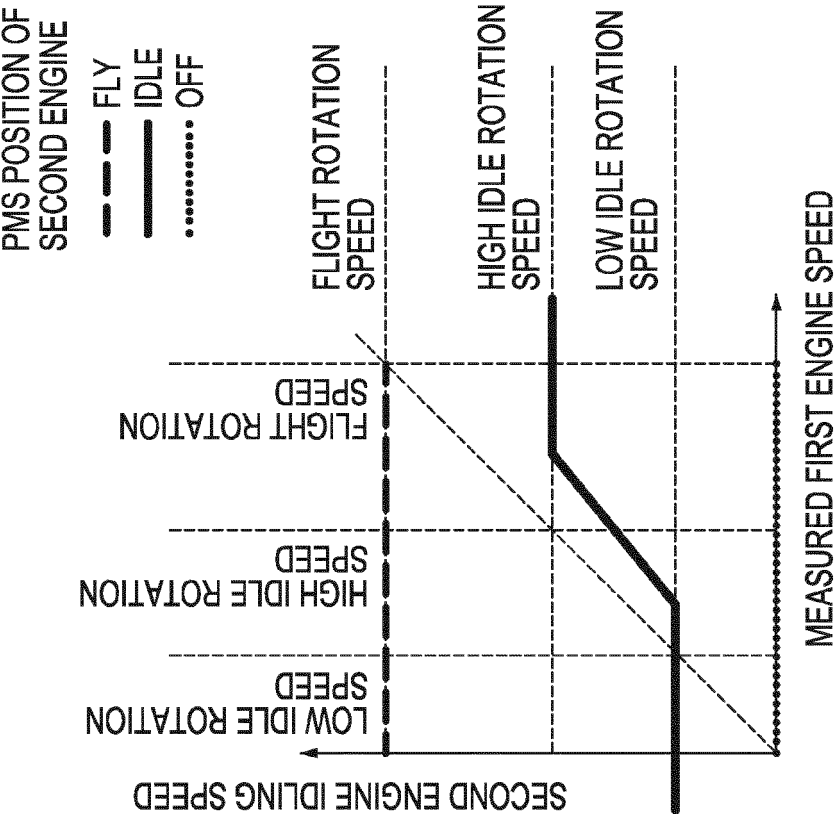 PMS POSITION OF
SECOND ENGINE
FLY
IDLE
OFF
FLIGHT ROTATION
SPEED
HIGH IDLE ROTATION
SPEED
LOW IDLE ROTATION
SPEED
FLIGHT ROTATION
SPEED
HIGH IDLE ROTATION
SPEED
LOW IDLE ROTATION
SPEED
SECOND ENGINE IDLING SPEED
MEASURED FIRST ENGINE SPEED